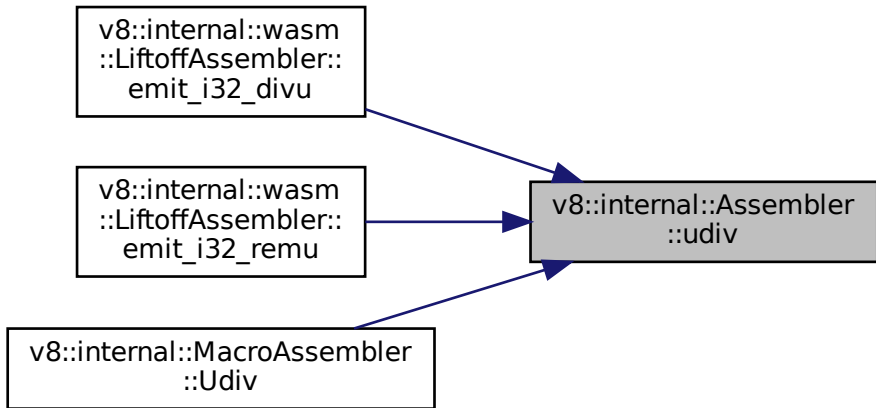 v8::internal::wasm
::LiftoffAssembler::
emit_i32_divu
v8::internal::wasm
::LiftoffAssembler::
emit_i32_remu
v8::internal::MacroAssembler
::Udiv
v8::internal::Assembler
::udiv